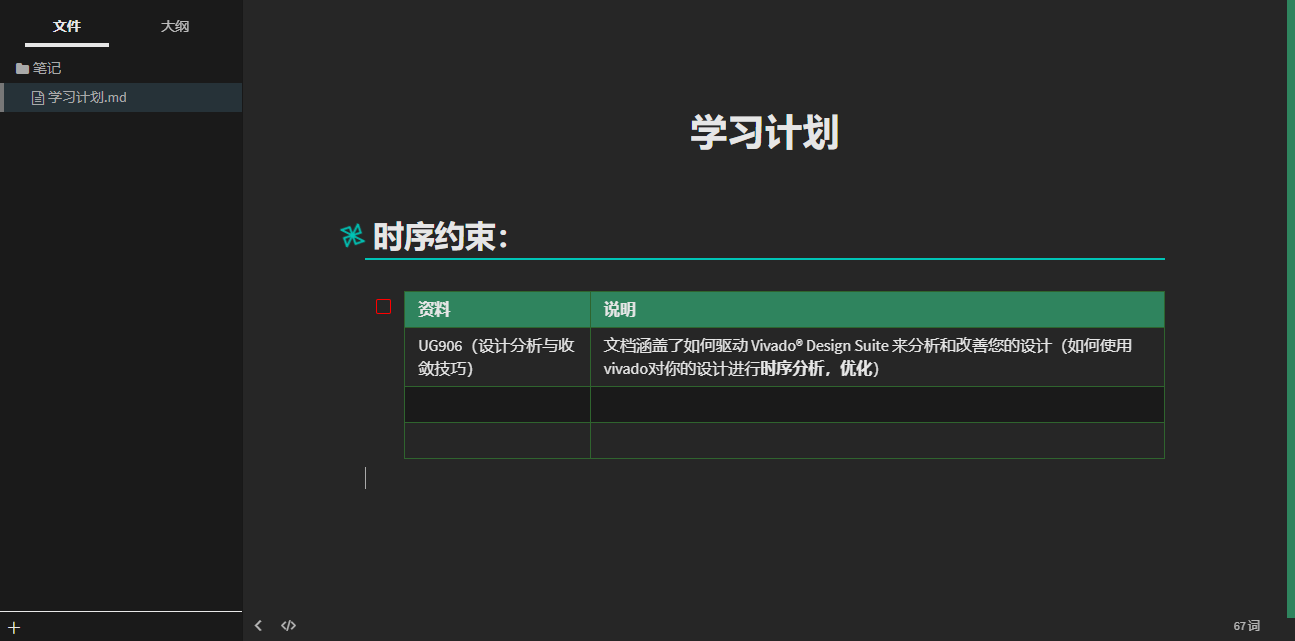 文件
大纲
笔记
学习计划.md
学习计划
时序约束：
资料
说明
UG906（设计分析与收
敛技巧）
文档涵盖了如何驱动 Vivado® Design Suite 来分析和改善您的设计（如何使用
vivado对你的设计进行时序分析，优化）
67 词